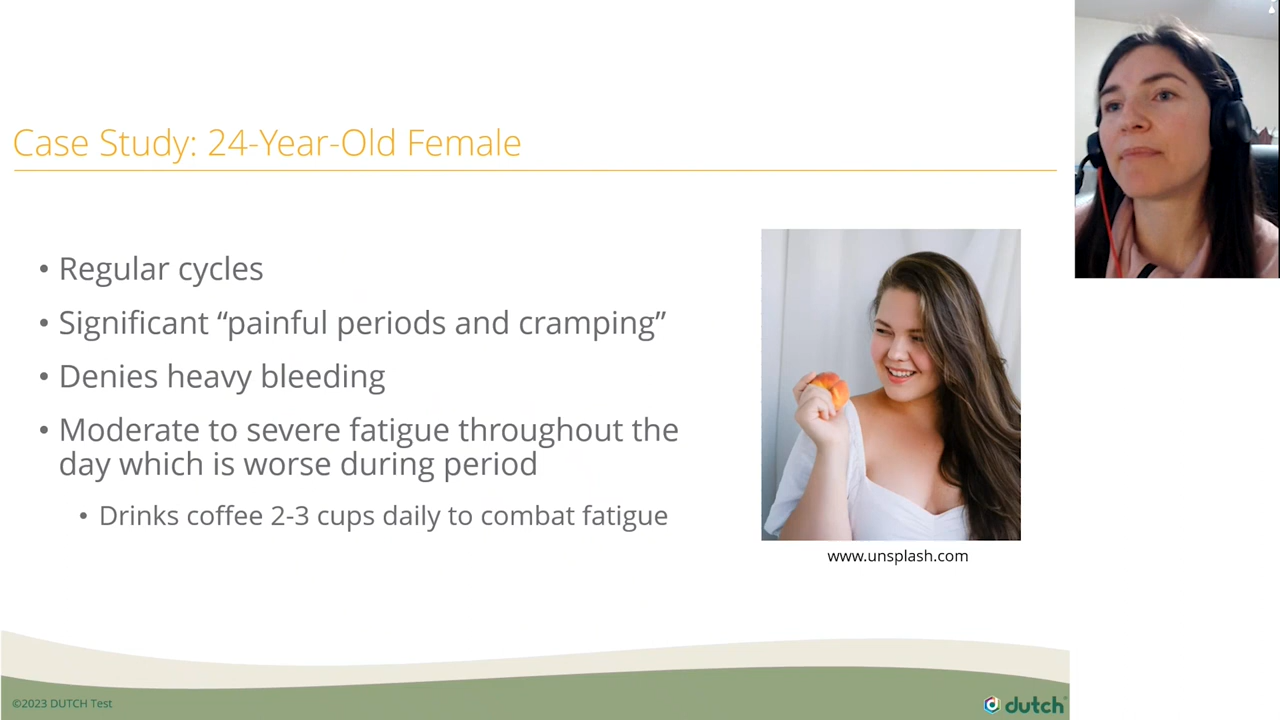 Case Study: 24-Year-Old Female
• Regular cycles
• Significant “painful periods and cramping”
• Denies heavy bleeding
• Moderate to severe fatigue throughout the
day which is worse during period
• Drinks coffee 2-3 cups daily to combat fatigue
www.unsplash.com
©2023 DUTCH Test
dutch